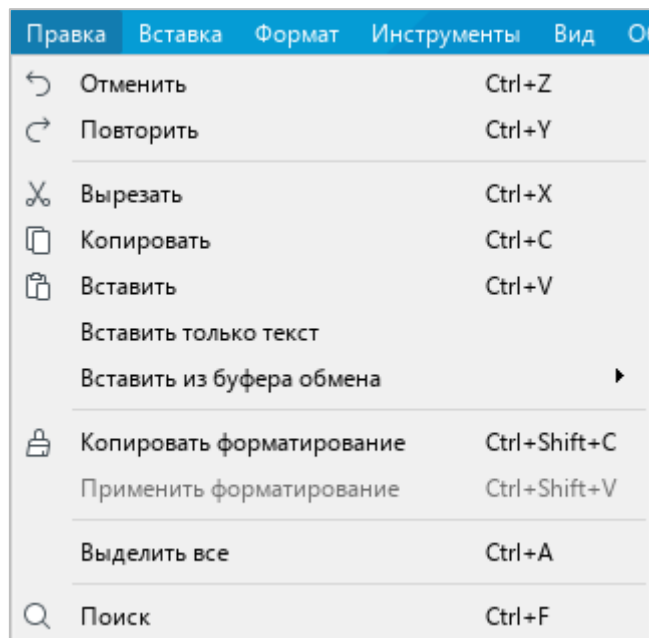 Правка Вставка Формат Инструменты Вид
Отменить Ctrl+Z
Повторить Ctrl+Y
Вырезать Ctrl+X
Копировать Ctrl+C
Вставить Ctrl+V
Вставить только текст
Вставить из буфера обмена
Копировать форматирование Ctrl+Shift+C
Применить форматирование Ctrl+Shift+V
Выделить все Ctrl+A
Поиск Ctrl+F